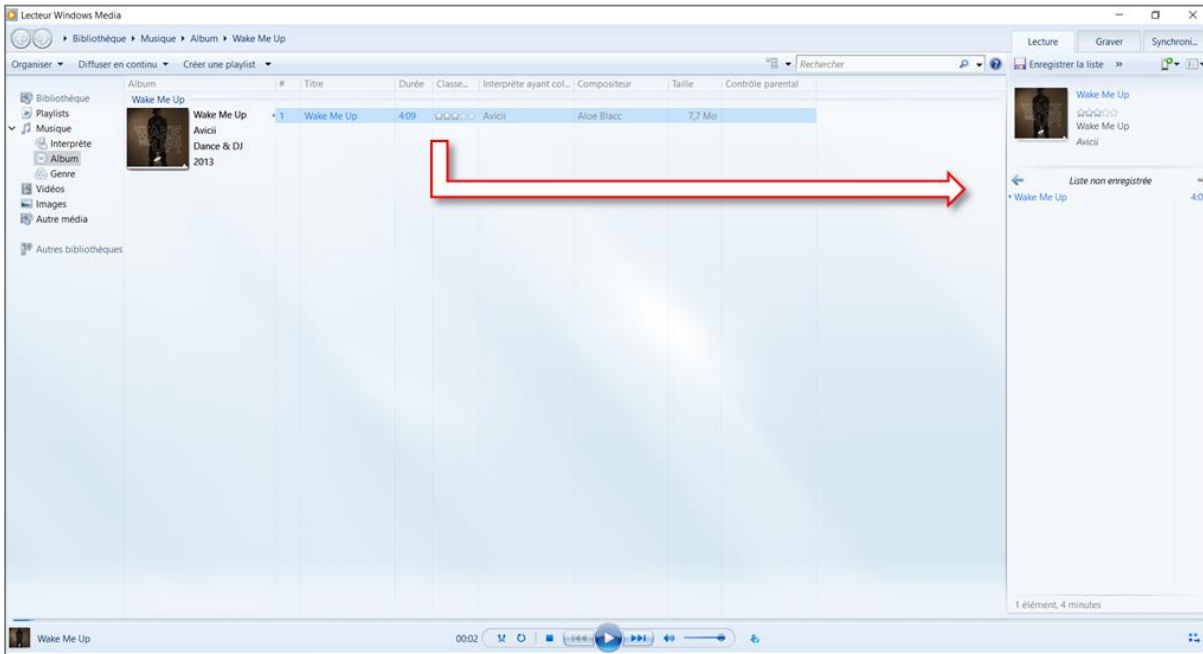 Lecteur Windows Media
Bibliothèque Musique Album Wake Me Up
Lecture Graver Synchroni...
Organiser Diffuser en continu Créer une playlist Rechercher Enregistrer la liste »
Album # Titre Durée Classe... Interprète ayant col... Compositeur Taille Contrôle parental
Wake Me Up
Wake Me Up 1 Wake Me Up 4:09 Avicii Aloe Blacc 7,7 Mo
Avicii
Dance & DJ
2013
Bibliothèque
Playlists
Musique
Interprète
Album
Genre
Vidéos
Images
Autre média
Autres bibliothèques
Wake Me Up
Wake Me Up
Avicii
Liste non enregistrée
Wake Me Up 4:0
1 élément, 4 minutes
Wake Me Up 00:02